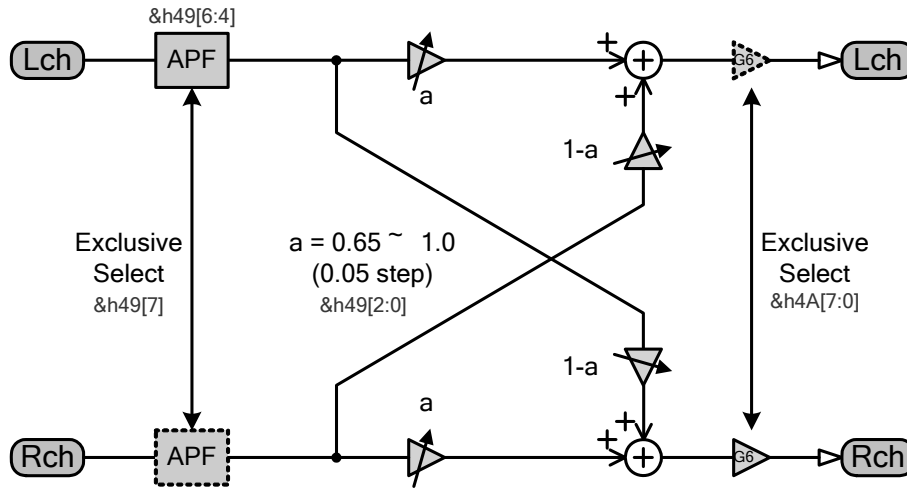 &h49[6:4]
Lch
APF
a
+
+
+
G6
Lch
1-a
Exclusive
Select
&h49[7]
a = 0.65 ~ 1.0
(0.05 step)
&h49[2:0]
Exclusive
Select
&h4A[7:0]
1-a
a
Rch
APF
+
+
+
G6
Rch